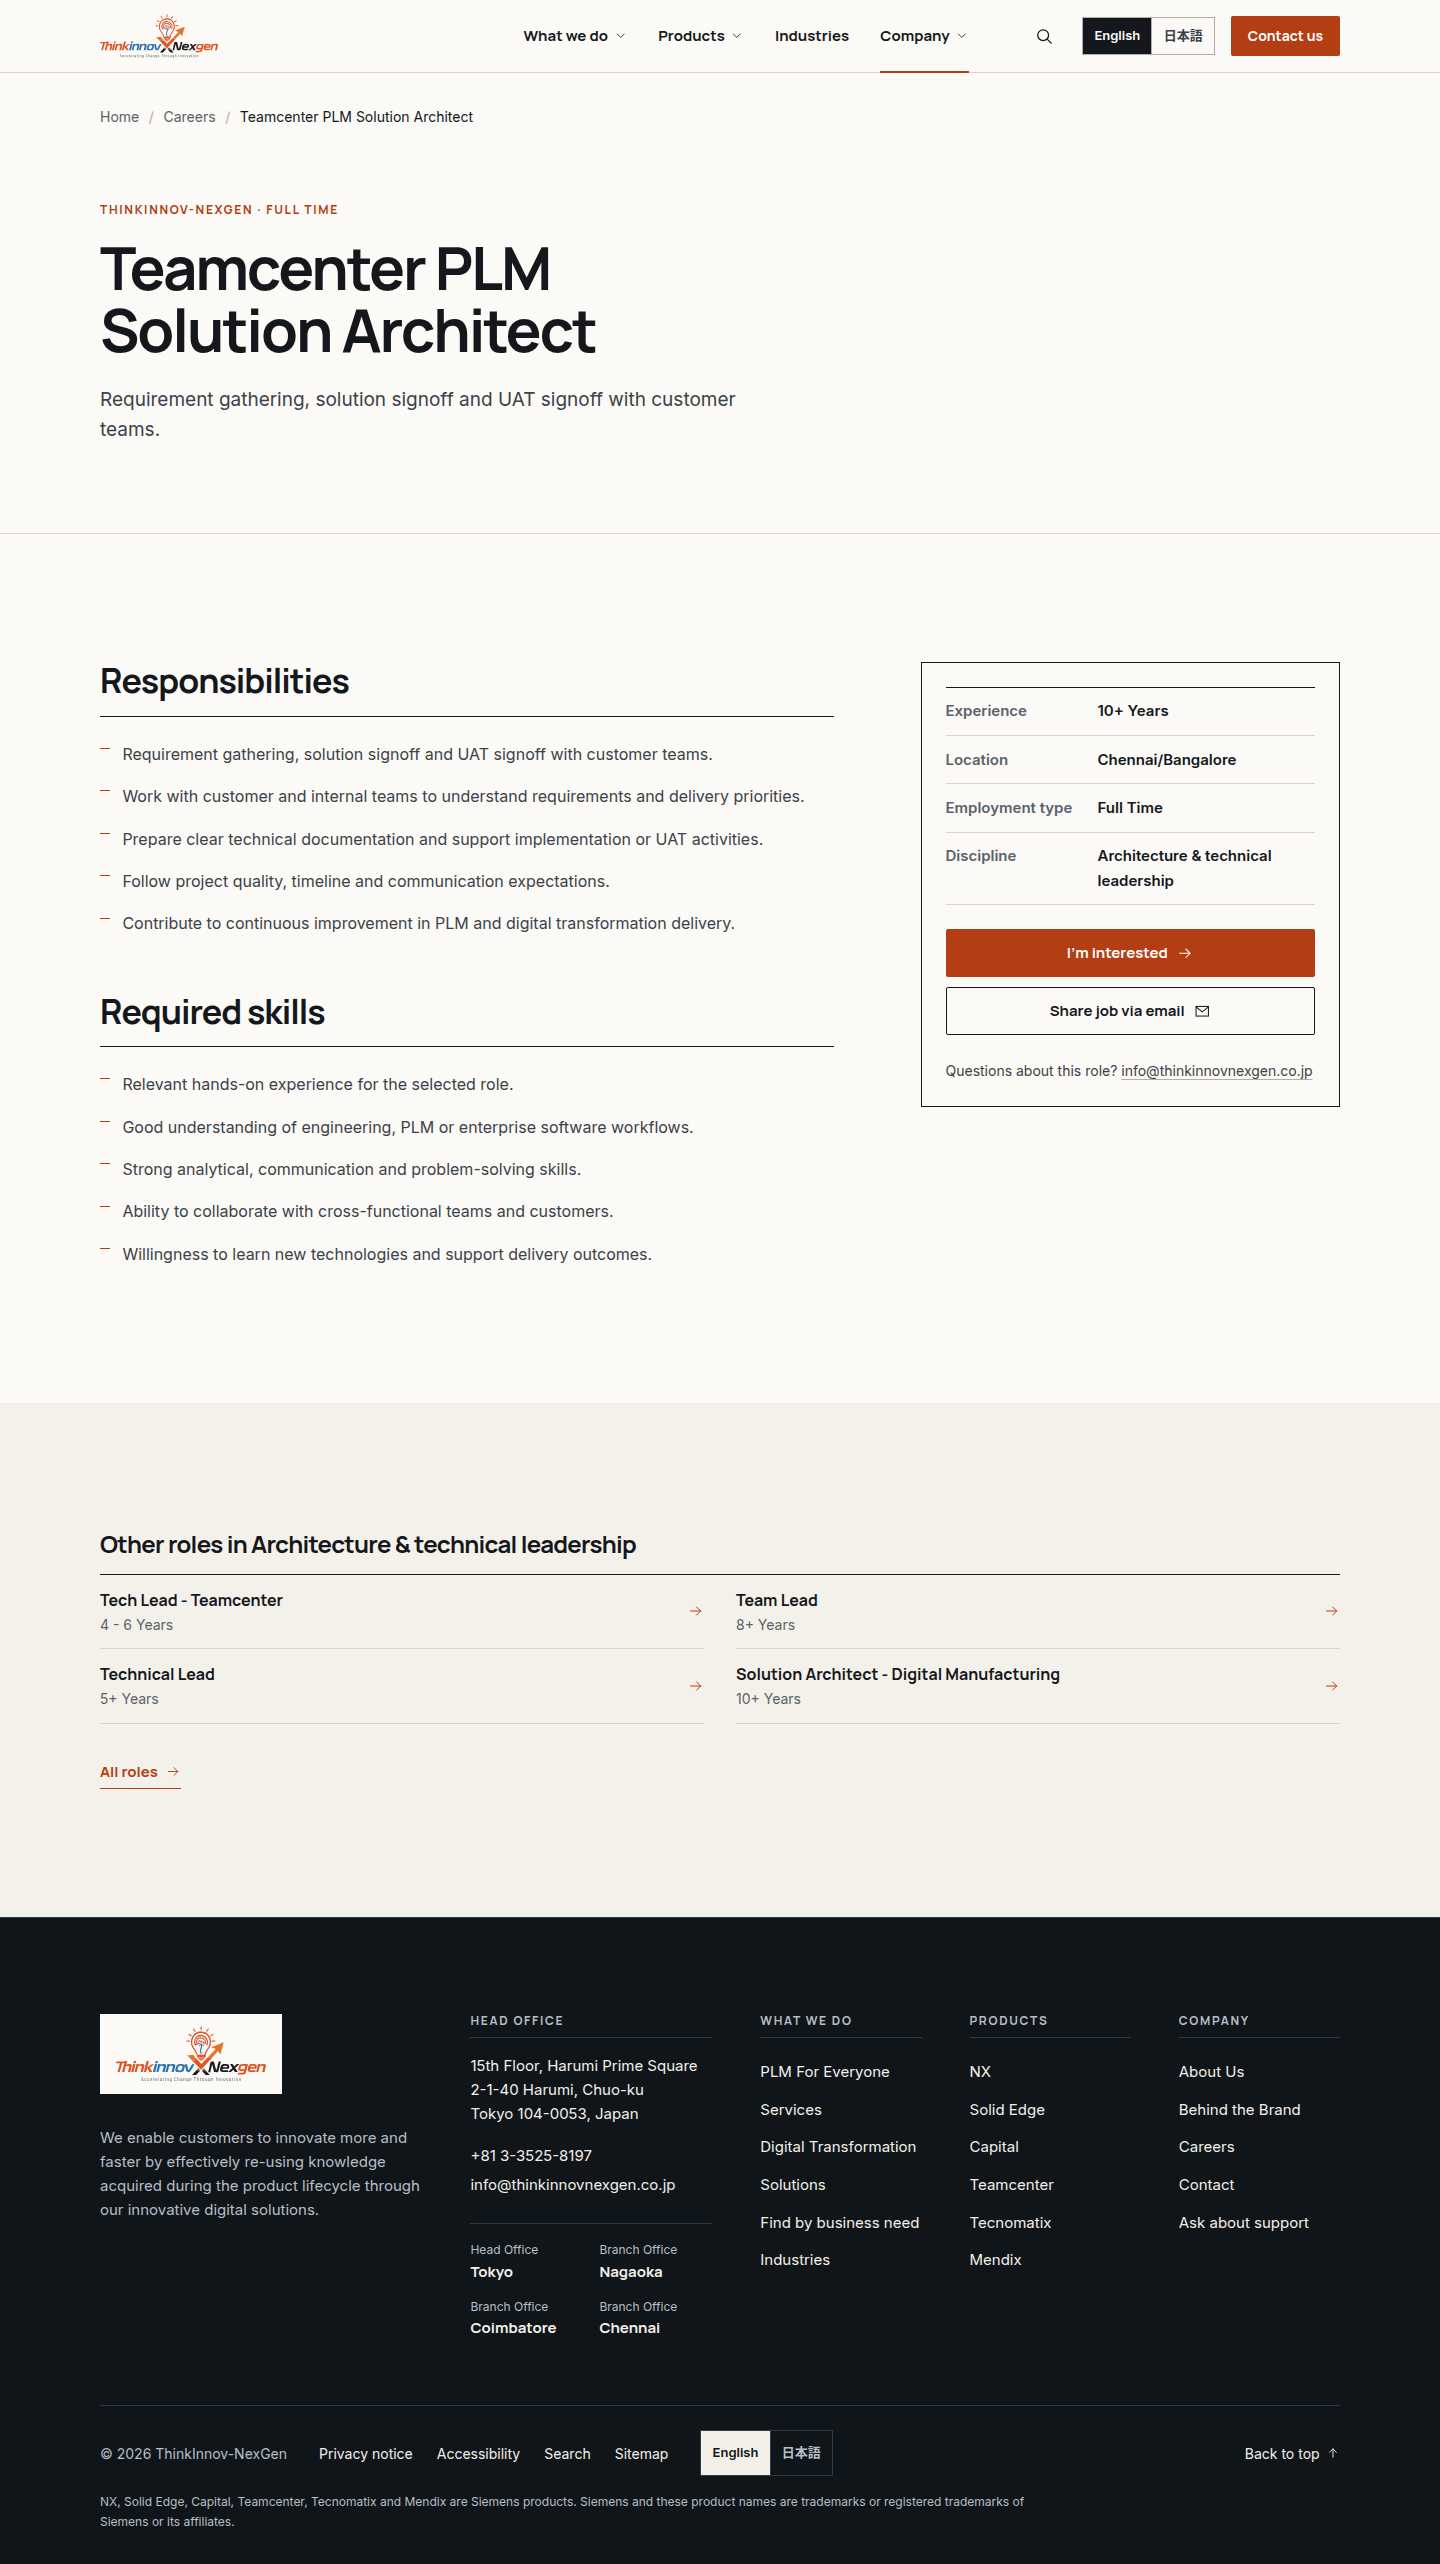 ThinkinnovXNexgen
Accelerating Change Through Innovation
What we do
Products
Industries
Company
English
日本語
Contact us
Home / Careers / Teamcenter PLM Solution Architect
THINKINNOV-NEXGEN · FULL TIME
Teamcenter PLM
Solution Architect
Requirement gathering, solution signoff and UAT signoff with customer
teams.
Responsibilities
— Requirement gathering, solution signoff and UAT signoff with customer teams.
— Work with customer and internal teams to understand requirements and delivery priorities.
— Prepare clear technical documentation and support implementation or UAT activities.
— Follow project quality, timeline and communication expectations.
— Contribute to continuous improvement in PLM and digital transformation delivery.
Required skills
— Relevant hands-on experience for the selected role.
— Good understanding of engineering, PLM or enterprise software workflows.
— Strong analytical, communication and problem-solving skills.
— Ability to collaborate with cross-functional teams and customers.
— Willingness to learn new technologies and support delivery outcomes.
Experience 10+ Years
Location Chennai/Bangalore
Employment type Full Time
Discipline Architecture & technical
leadership
I'm interested →
Share job via email
Questions about this role? info@thinkinnovnexgen.co.jp
Other roles in Architecture & technical leadership
Tech Lead - Teamcenter
4 - 6 Years
→
Team Lead
8+ Years
→
Technical Lead
5+ Years
→
Solution Architect - Digital Manufacturing
10+ Years
→
All roles →
ThinkinnovXNexgen
Accelerating Change Through Innovation
We enable customers to innovate more and
faster by effectively re-using knowledge
acquired during the product lifecycle through
our innovative digital solutions.
HEAD OFFICE
15th Floor, Harumi Prime Square
2-1-40 Harumi, Chuo-ku
Tokyo 104-0053, Japan
+81 3-3525-8197
info@thinkinnovnexgen.co.jp
Head Office
Tokyo
Branch Office
Nagaoka
Branch Office
Coimbatore
Branch Office
Chennai
WHAT WE DO
PLM For Everyone
Services
Digital Transformation
Solutions
Find by business need
Industries
PRODUCTS
NX
Solid Edge
Capital
Teamcenter
Tecnomatix
Mendix
COMPANY
About Us
Behind the Brand
Careers
Contact
Ask about support
© 2026 ThinkInnov-NexGen
Privacy notice
Accessibility
Search
Sitemap
English
日本語
Back to top ↑
NX, Solid Edge, Capital, Teamcenter, Tecnomatix and Mendix are Siemens products. Siemens and these product names are trademarks or registered trademarks of
Siemens or its affiliates.